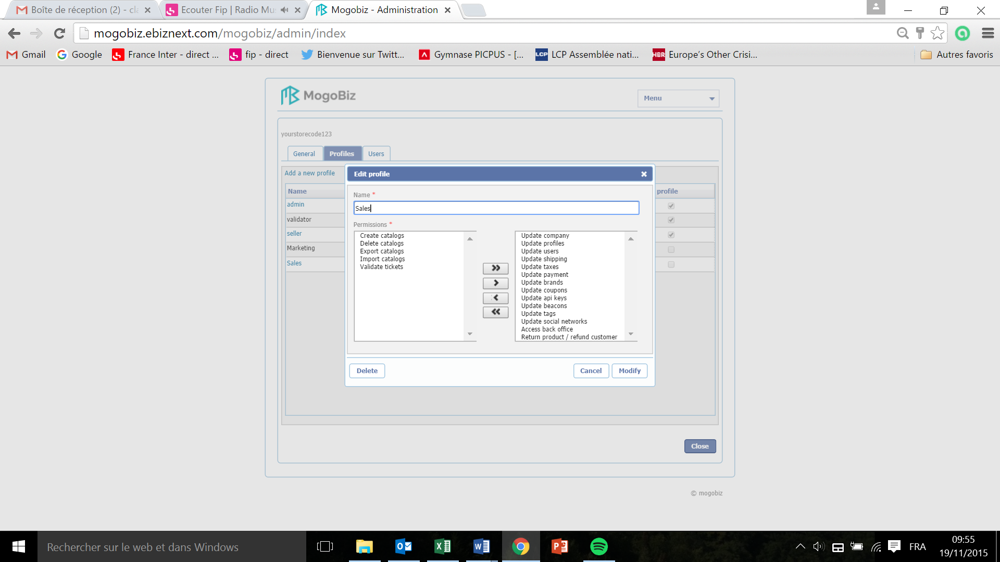 Boîte de réception (2) - cla
Ecouter Fip | Radio Mus
Mogobiz - Administration
mogobiz.ebiznext.com/mogobiz/admin/index
Gmail
Google
France Inter - direct ...
fip - direct
Bienvenue sur Twitt...
Gymnase PICPUS - [...
LCP
LCP Assemblée nati...
HBR
Europe's Other Crisi...
Autres favoris
MogoBiz
Menu
yourstorecode123
General
Profiles
Users
Add a new profile
Edit profile
Name
profile
admin
validator
seller
Marketing
Sales
Name *
Sales
Permissions *
Create catalogs
Delete catalogs
Export catalogs
Import catalogs
Validate tickets
Update company
Update profiles
Update users
Update shipping
Update taxes
Update payment
Update brands
Update coupons
Update api keys
Update beacons
Update tags
Update social networks
Access back office
Return product / refund customer
Delete
Cancel
Modify
Close
© mogobiz
Rechercher sur le web et dans Windows
FRA
09:55
19/11/2015